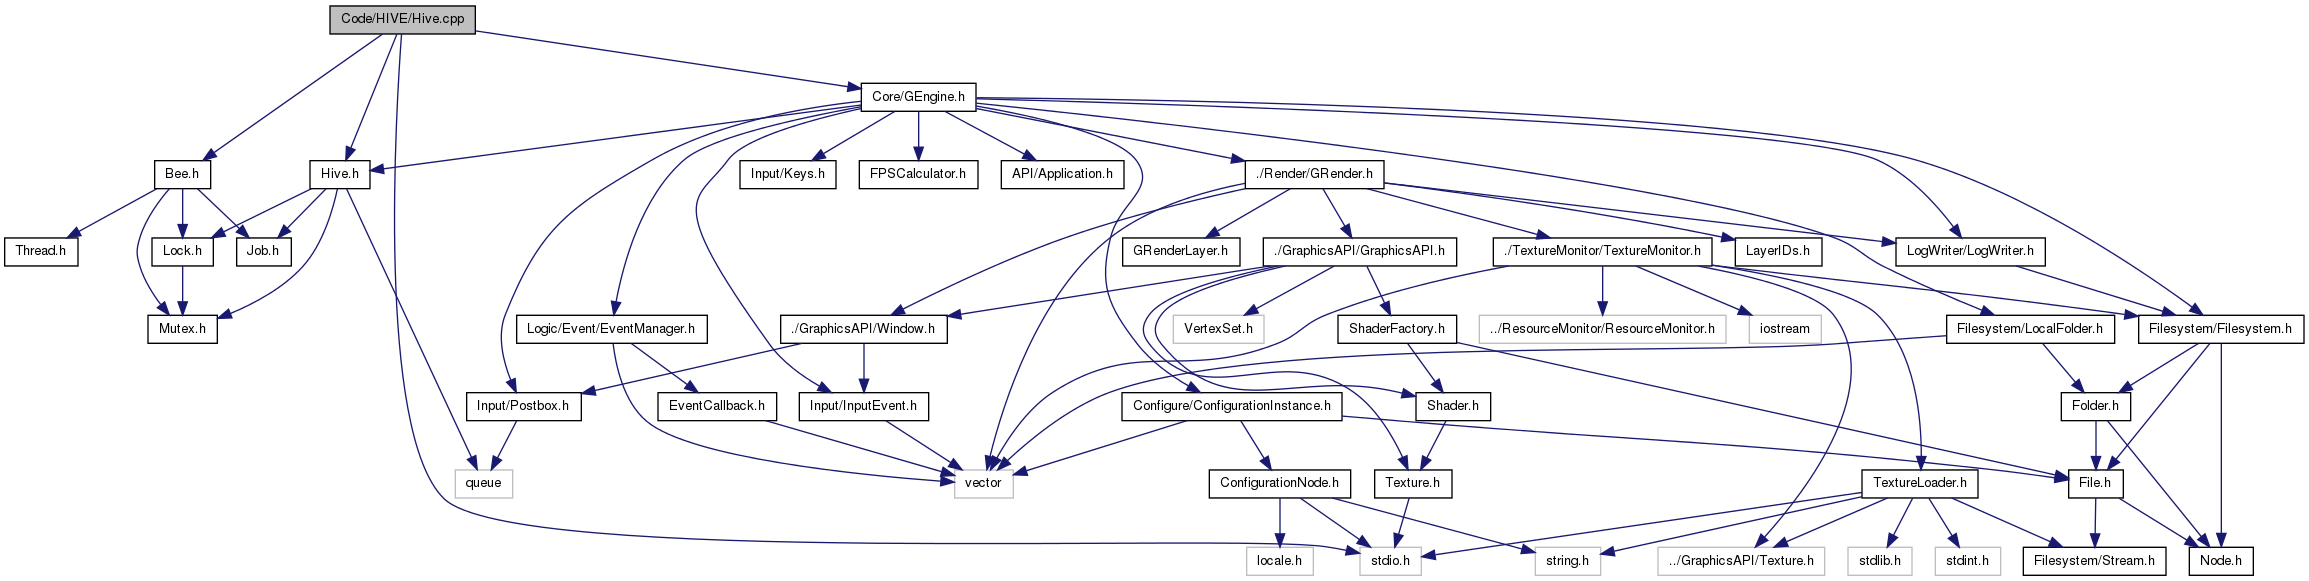 Code/HIVE/Hive.cpp
Core/GEngine.h
Bee.h
Hive.h
Input/Keys.h
FPSCalculator.h
API/Application.h
./Render/GRender.h
Thread.h
Lock.h
Job.h
GRenderLayer.h
./GraphicsAPI/GraphicsAPI.h
./TextureMonitor/TextureMonitor.h
LayerIDs.h
LogWriter/LogWriter.h
Mutex.h
Logic/Event/EventManager.h
./GraphicsAPI/Window.h
VertexSet.h
ShaderFactory.h
../ResourceMonitor/ResourceMonitor.h
iostream
Filesystem/LocalFolder.h
Filesystem/Filesystem.h
Input/Postbox.h
EventCallback.h
Input/InputEvent.h
Configure/ConfigurationInstance.h
Shader.h
Folder.h
queue
vector
ConfigurationNode.h
Texture.h
TextureLoader.h
File.h
locale.h
stdio.h
string.h
../GraphicsAPI/Texture.h
stdlib.h
stdint.h
Filesystem/Stream.h
Node.h